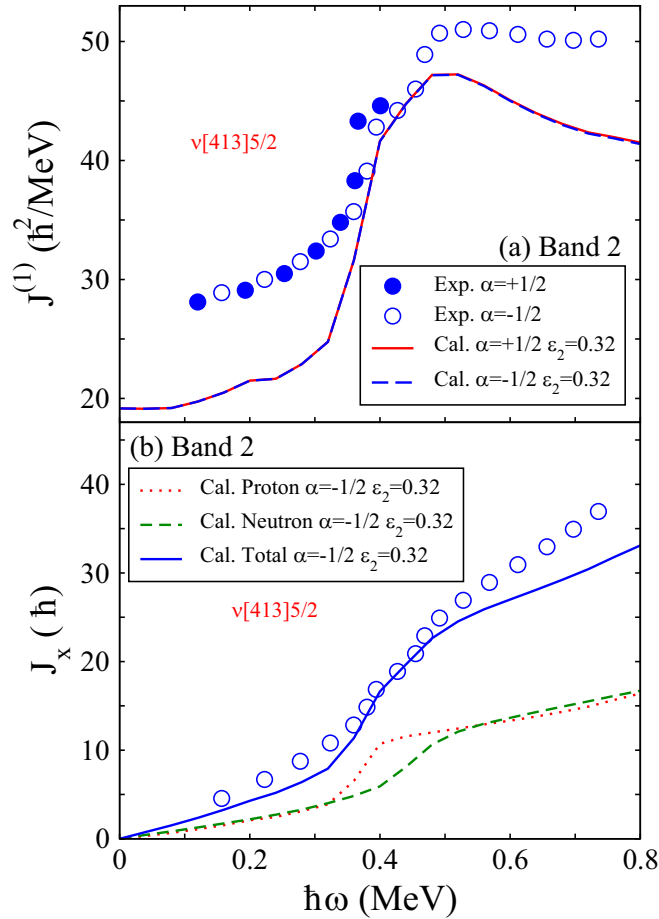 50
40
30
20
J⁽¹⁾ (ħ²/MeV)
ν[413]5/2
(a) Band 2
Exp. α=+1/2
Exp. α=-1/2
Cal. α=+1/2 ε₂=0.32
Cal. α=-1/2 ε₂=0.32
(b) Band 2
Cal. Proton α=-1/2 ε₂=0.32
Cal. Neutron α=-1/2 ε₂=0.32
Cal. Total α=-1/2 ε₂=0.32
ν[413]5/2
40
30
20
10
0
Jₓ (ħ)
0 0.2 0.4 0.6 0.8
ħω (MeV)